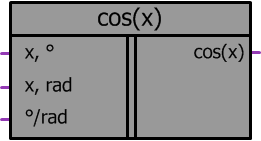 cos(x)
x, °
cos(x)
x, rad
°/rad